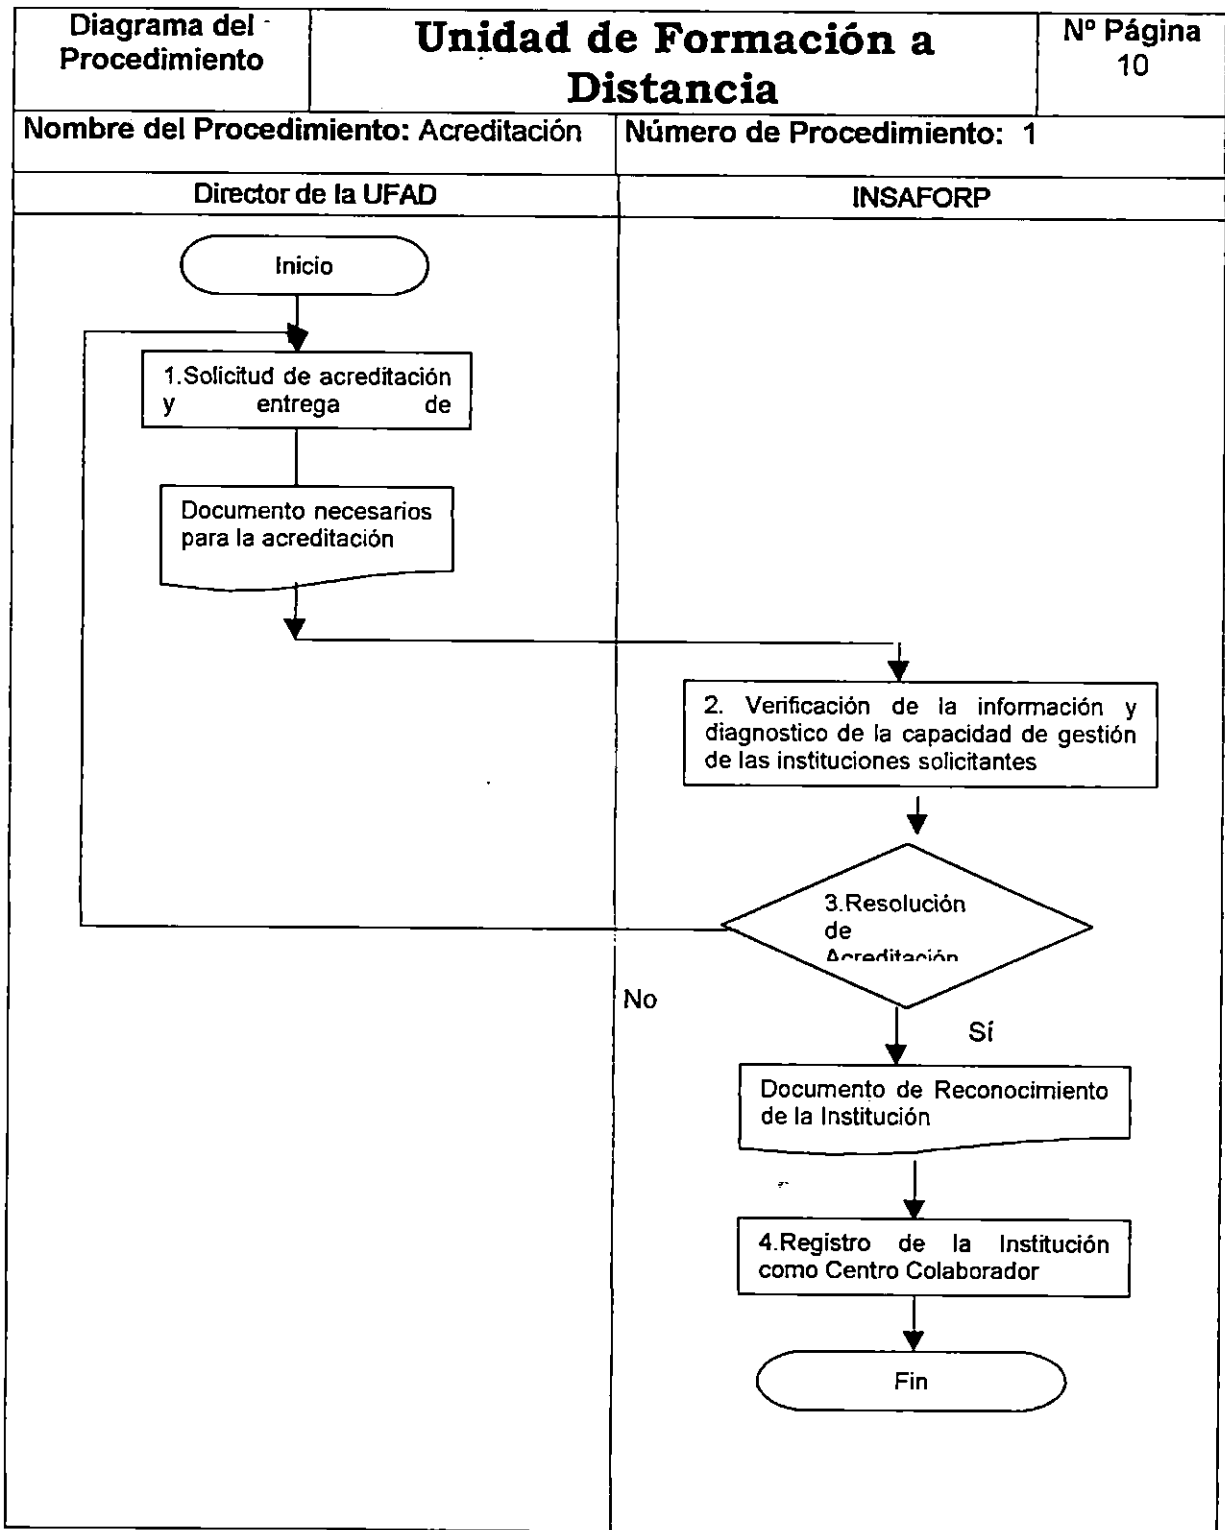 Diagrama del
Procedimiento
Unidad de Formación a
Distancia
Nº Página
10
Nombre del Procedimiento: Acreditación
Número de Procedimiento: 1
Director de la UFAD
INSAFORP
Inicio
1.Solicitud de acreditación
y entrega de
Documento necesarios
para la acreditación
2. Verificación de la información y
diagnostico de la capacidad de gestión
de las instituciones solicitantes
3.Resolución
de
Acreditación
No
Sí
Documento de Reconocimiento
de la Institución
4.Registro de la Institución
como Centro Colaborador
Fin